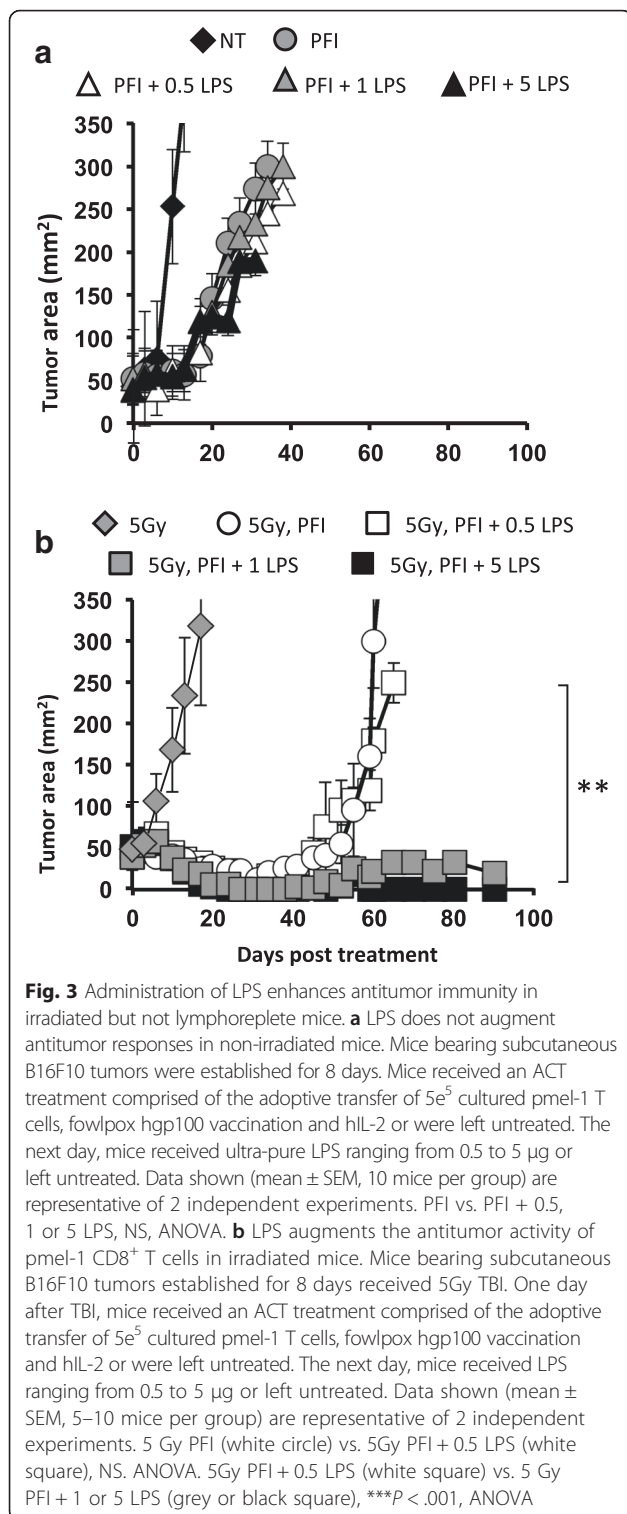 a
NT PFI
PFI + 0.5 LPS PFI + 1 LPS PFI + 5 LPS
350
300
250
200
150
100
50
0
Tumor area (mm²)
0 20 40 60 80 100
5Gy 5Gy, PFI 5Gy, PFI + 0.5 LPS
b
5Gy, PFI + 1 LPS 5Gy, PFI + 5 LPS
350
300
250
200
150
100
50
0
Tumor area (mm²)
**
0 20 40 60 80 100
Days post treatment
Fig. 3 Administration of LPS enhances antitumor immunity in
irradiated but not lymphoreplete mice. a LPS does not augment
antitumor responses in non-irradiated mice. Mice bearing subcutaneous
B16F10 tumors were established for 8 days. Mice received an ACT
treatment comprised of the adoptive transfer of 5e⁵ cultured pmel-1 T
cells, fowlpox hgp100 vaccination and hIL-2 or were left untreated. The
next day, mice received ultra-pure LPS ranging from 0.5 to 5 μg or
left untreated. Data shown (mean ± SEM, 10 mice per group) are
representative of 2 independent experiments. PFI vs. PFI + 0.5,
1 or 5 LPS, NS, ANOVA. b LPS augments the antitumor activity of
pmel-1 CD8⁺ T cells in irradiated mice. Mice bearing subcutaneous
B16F10 tumors established for 8 days received 5Gy TBI. One day
after TBI, mice received an ACT treatment comprised of the adoptive
transfer of 5e⁵ cultured pmel-1 T cells, fowlpox hgp100 vaccination
and hIL-2 or were left untreated. The next day, mice received LPS
ranging from 0.5 to 5 μg or left untreated. Data shown (mean ±
SEM, 5–10 mice per group) are representative of 2 independent
experiments. 5 Gy PFI (white circle) vs. 5Gy PFI + 0.5 LPS (white
square), NS. ANOVA. 5Gy PFI + 0.5 LPS (white square) vs. 5 Gy
PFI + 1 or 5 LPS (grey or black square), ***P < .001, ANOVA